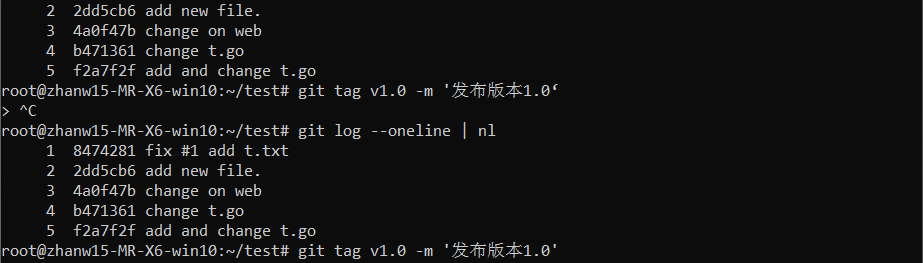 2 2dd5cb6 add new file.
3 4a0f47b change on web
4 b471361 change t.go
5 f2a7f2f add and change t.go
root@zhanw15-MR-X6-win10:~/test# git tag v1.0 -m '发布版本1.0‘
> ^C
root@zhanw15-MR-X6-win10:~/test# git log --oneline | nl
1 8474281 fix #1 add t.txt
2 2dd5cb6 add new file.
3 4a0f47b change on web
4 b471361 change t.go
5 f2a7f2f add and change t.go
root@zhanw15-MR-X6-win10:~/test# git tag v1.0 -m '发布版本1.0'